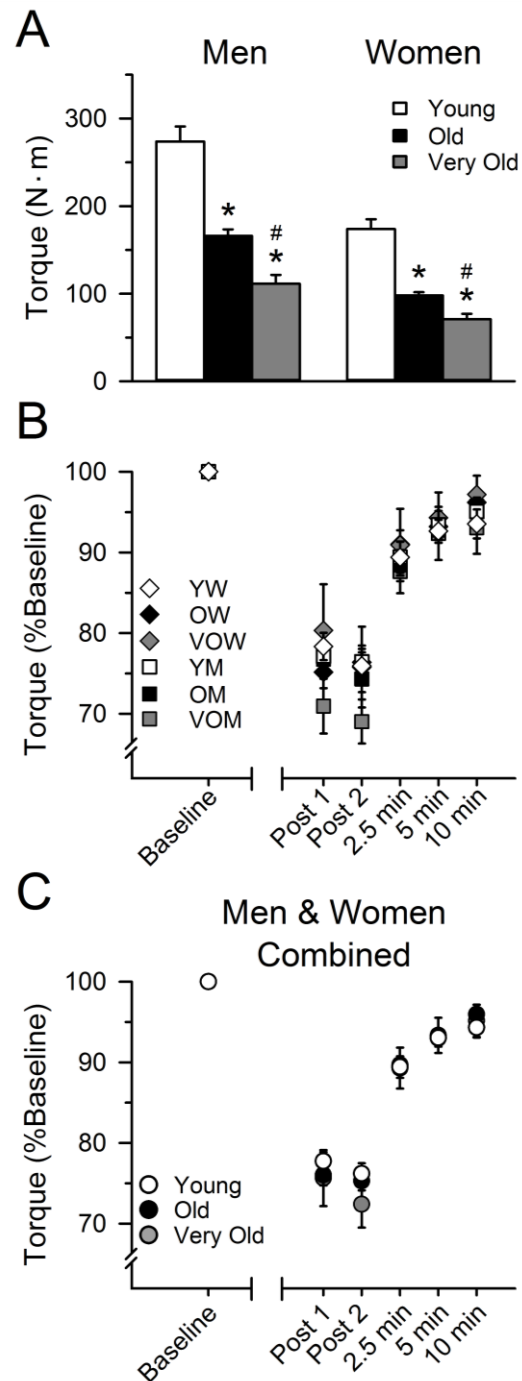 A
Men Women
Torque (N·m)
300
200
100
0
Young
Old
Very Old
*
#
*
*
#
*
B
Torque (%Baseline)
100
90
80
70
YW
OW
VOW
YM
OM
VOM
Baseline
Post 1
Post 2
2.5 min
5 min
10 min
C
Men & Women
Combined
Torque (%Baseline)
100
90
80
70
Young
Old
Very Old
Baseline
Post 1
Post 2
2.5 min
5 min
10 min